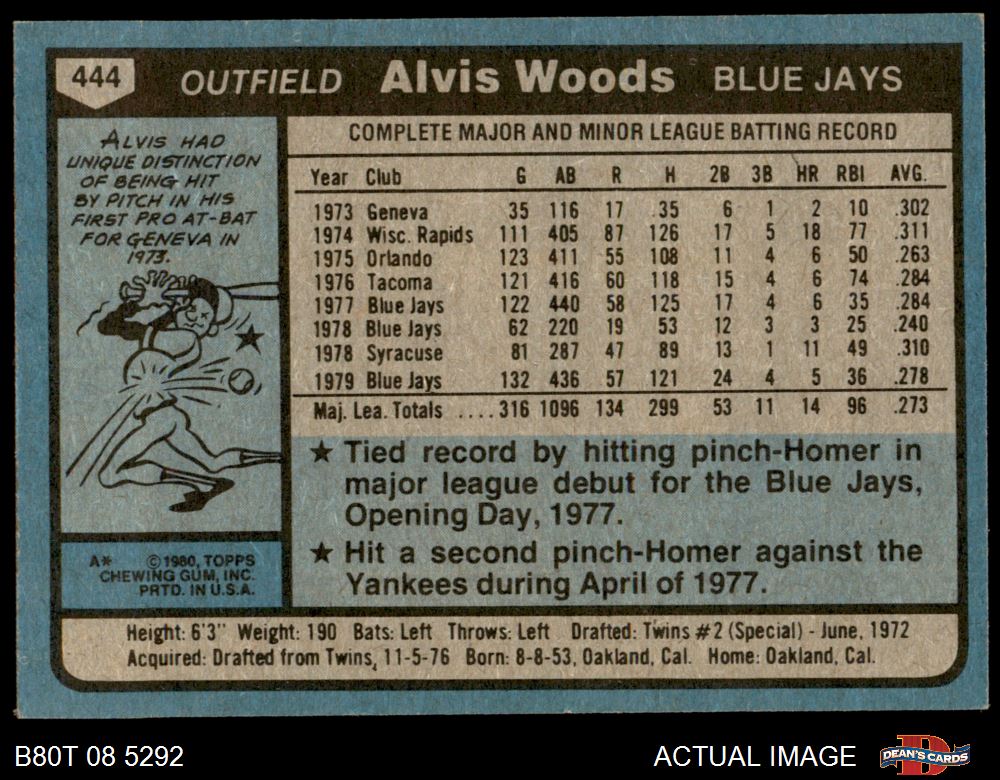 444 OUTFIELD Alvis Woods BLUE JAYS
ALVIS HAD
UNIQUE DISTINCTION
OF BEING HIT
BY PITCH IN HIS
FIRST PRO AT-BAT
FOR GENEVA IN
1973.
COMPLETE MAJOR AND MINOR LEAGUE BATTING RECORD
Year Club G AB R H 2B 3B HR RBI AVG.
1973 Geneva 35 116 17 35 6 1 2 10 .302
1974 Wisc. Rapids 111 405 87 126 17 5 18 77 .311
1975 Orlando 123 411 55 108 11 4 6 50 .263
1976 Tacoma 121 416 60 118 15 4 6 74 .284
1977 Blue Jays 122 440 58 125 17 4 6 35 .284
1978 Blue Jays 62 220 19 53 12 3 3 25 .240
1978 Syracuse 81 287 47 89 13 1 11 49 .310
1979 Blue Jays 132 436 57 121 24 4 5 36 .278
Maj. Lea. Totals .... 316 1096 134 299 53 11 14 96 .273
★ Tied record by hitting pinch-Homer in
major league debut for the Blue Jays,
Opening Day, 1977.
★ Hit a second pinch-Homer against the
Yankees during April of 1977.
A* ©1980, TOPPS
CHEWING GUM, INC.
PRTD. IN U.S.A.
Height: 6'3" Weight: 190 Bats: Left Throws: Left Drafted: Twins #2 (Special) - June, 1972
Acquired: Drafted from Twins, 11-5-76 Born: 8-8-53, Oakland, Cal. Home: Oakland, Cal.
B80T 08 5292
ACTUAL IMAGE
DEAN'S CARDS